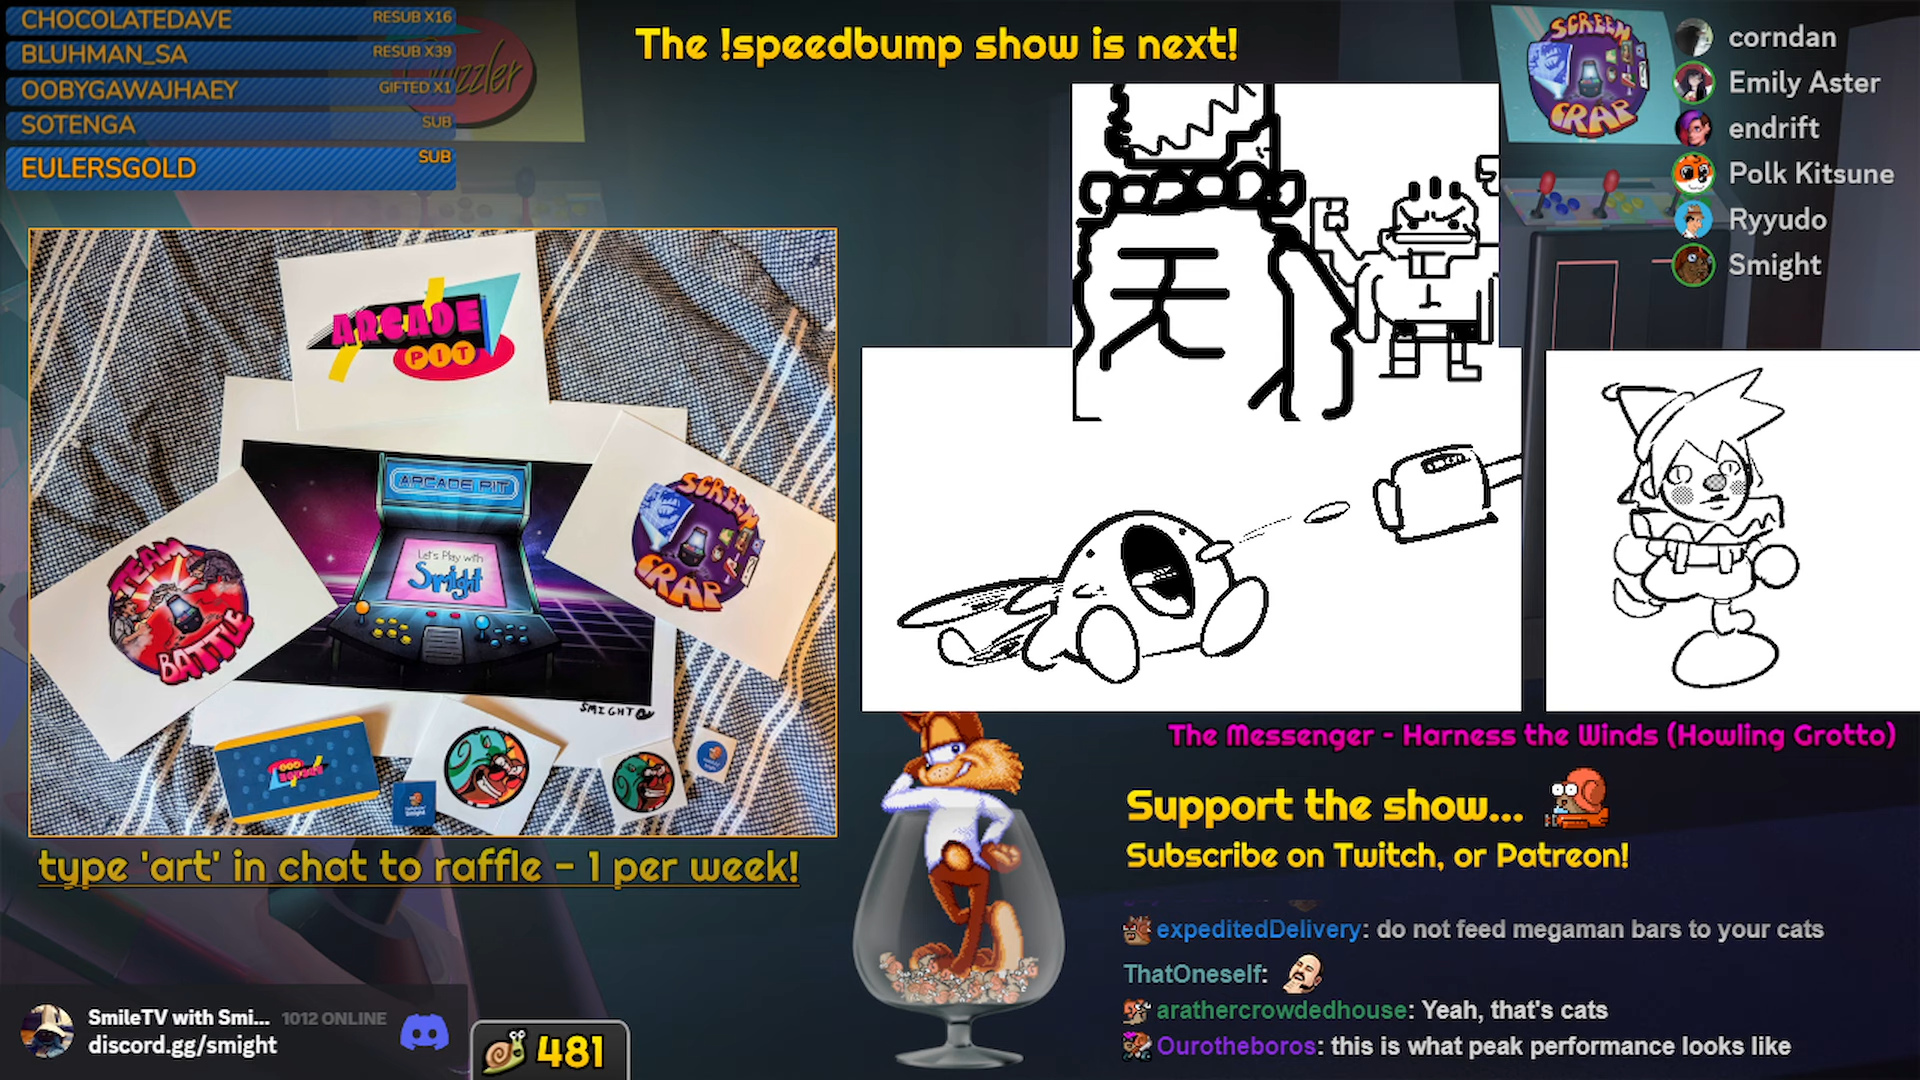 CHOCOLATEDAVE RESUB X16
BLUHMAN_SA RESUB X39
OOBYGAWAJHAEY GIFTED X1
SOTENGA SUB
EULERSGOLD SUB
The !speedbump show is next!
SCREEN
CRAP
corndan
Emily Aster
endrift
Polk Kitsune
Ryyudo
Smight
天
ARCADE
PIT
ARCADE PIT
Let's Play with
Smight
TEAM
BATTLE
SCREEN
CRAP
SMIGHT
type 'art' in chat to raffle - 1 per week!
The Messenger - Harness the Winds (Howling Grotto)
Support the show...
Subscribe on Twitch, or Patreon!
expeditedDelivery: do not feed megaman bars to your cats
ThatOneself:
arathercrowdedhouse: Yeah, that's cats
Ourotheboros: this is what peak performance looks like
SmileTV with Smi... 1012 ONLINE
discord.gg/smight
481